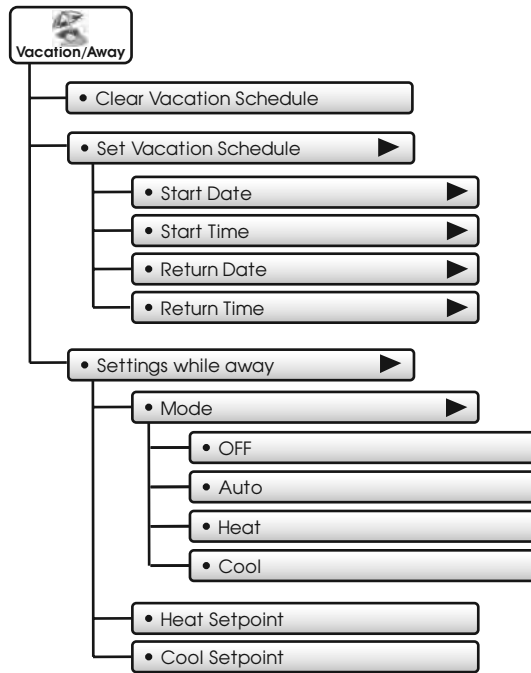 Vacation/Away
• Clear Vacation Schedule
• Set Vacation Schedule
• Start Date
• Start Time
• Return Date
• Return Time
• Settings while away
• Mode
• OFF
• Auto
• Heat
• Cool
• Heat Setpoint
• Cool Setpoint